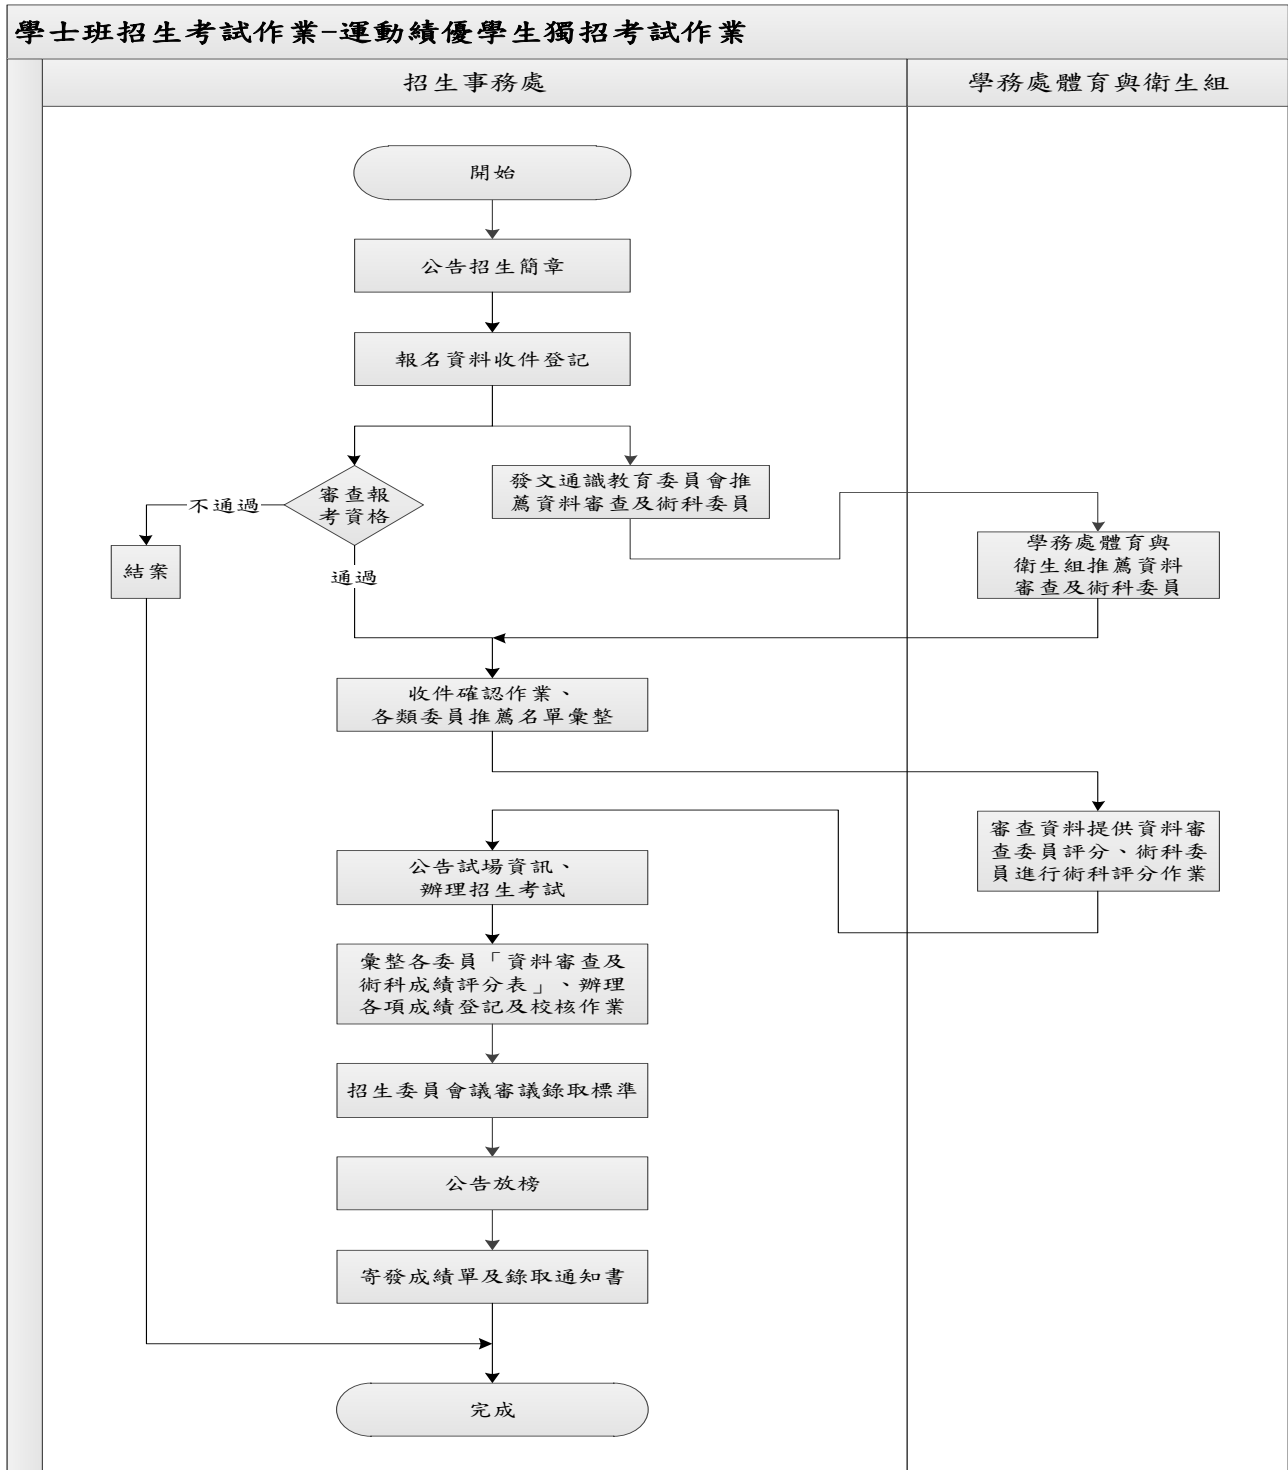 學士班招生考試作業-運動績優學生獨招考試作業
招生事務處
學務處體育與衛生組
開始
公告招生簡章
報名資料收件登記
審查報
考資格
發文通識教育委員會推
薦資料審查及術科委員
不通過
結案
通過
學務處體育與
衛生組推薦資料
審查及術科委員
收件確認作業、
各類委員推薦名單彙整
審查資料提供資料審
查委員評分、術科委
員進行術科評分作業
公告試場資訊、
辦理招生考試
彙整各委員「資料審查及
術科成績評分表」、辦理
各項成績登記及校核作業
招生委員會議審議錄取標準
公告放榜
寄發成績單及錄取通知書
完成